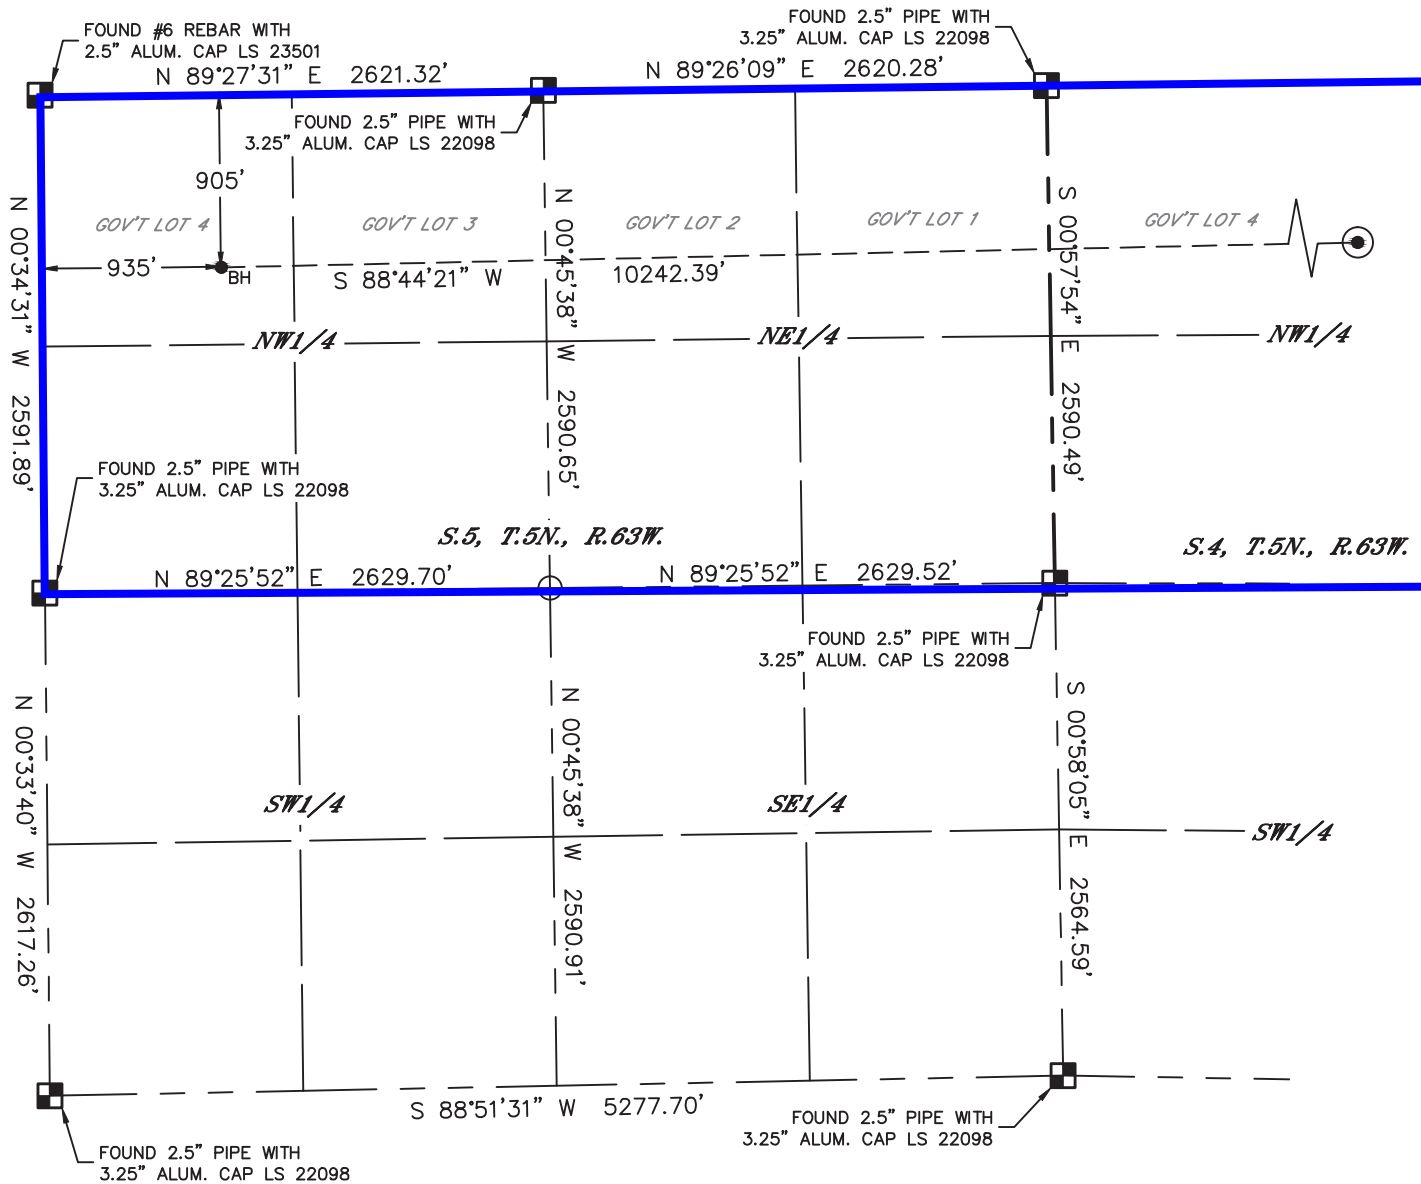 FOUND #6 REBAR WITH
2.5" ALUM. CAP LS 23501
N 89°27'31" E 2621.32'
FOUND 2.5" PIPE WITH
3.25" ALUM. CAP LS 22098
N 89°26'09" E 2620.28'
FOUND 2.5" PIPE WITH
3.25" ALUM. CAP LS 22098
905'
GOV'T LOT 4
GOV'T LOT 3
GOV'T LOT 2
GOV'T LOT 1
GOV'T LOT 4
935'
BH
S 88°44'21" W 10242.39'
N 00°34'31" W 2591.89'
N 00°45'38" W 2590.65'
S 00°57'54" E 2590.49'
NW1/4
NE1/4
NW1/4
FOUND 2.5" PIPE WITH
3.25" ALUM. CAP LS 22098
S.5, T.5N., R.63W.
S.4, T.5N., R.63W.
N 89°25'52" E 2629.70'
N 89°25'52" E 2629.52'
FOUND 2.5" PIPE WITH
3.25" ALUM. CAP LS 22098
N 00°33'40" W 2617.26'
N 00°45'38" W 2590.91'
S 00°58'05" E 2564.59'
SW1/4
SE1/4
SW1/4
S 88°51'31" W 5277.70'
FOUND 2.5" PIPE WITH
3.25" ALUM. CAP LS 22098
FOUND 2.5" PIPE WITH
3.25" ALUM. CAP LS 22098